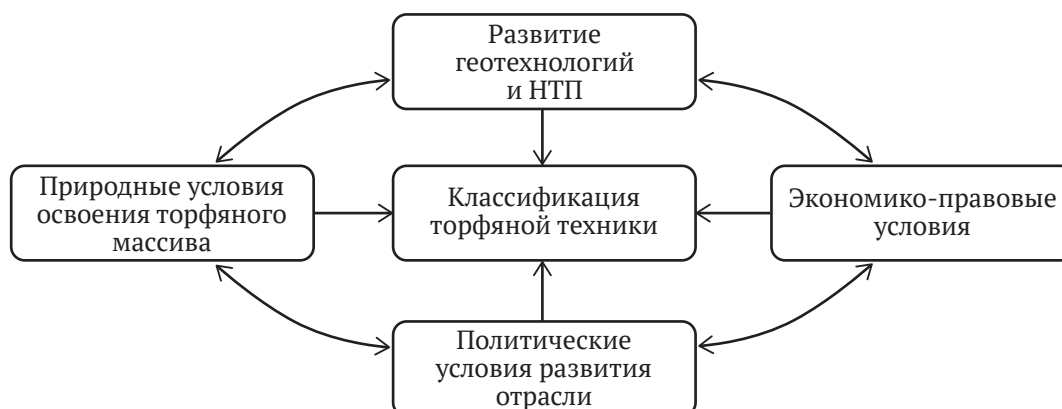 Развитие
геотехнологий
и НТП
Природные условия
освоения торфяного
массива
Классификация
торфяной техники
Экономико-правовые
условия
Политические
условия развития
отрасли